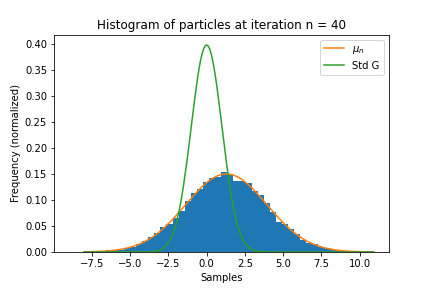 Histogram of particles at iteration n = 40
Frequency (normalized)
0.40
0.35
0.30
0.25
0.20
0.15
0.10
0.05
0.00
μn
Std G
−7.5 −5.0 −2.5 0.0 2.5 5.0 7.5 10.0
Samples